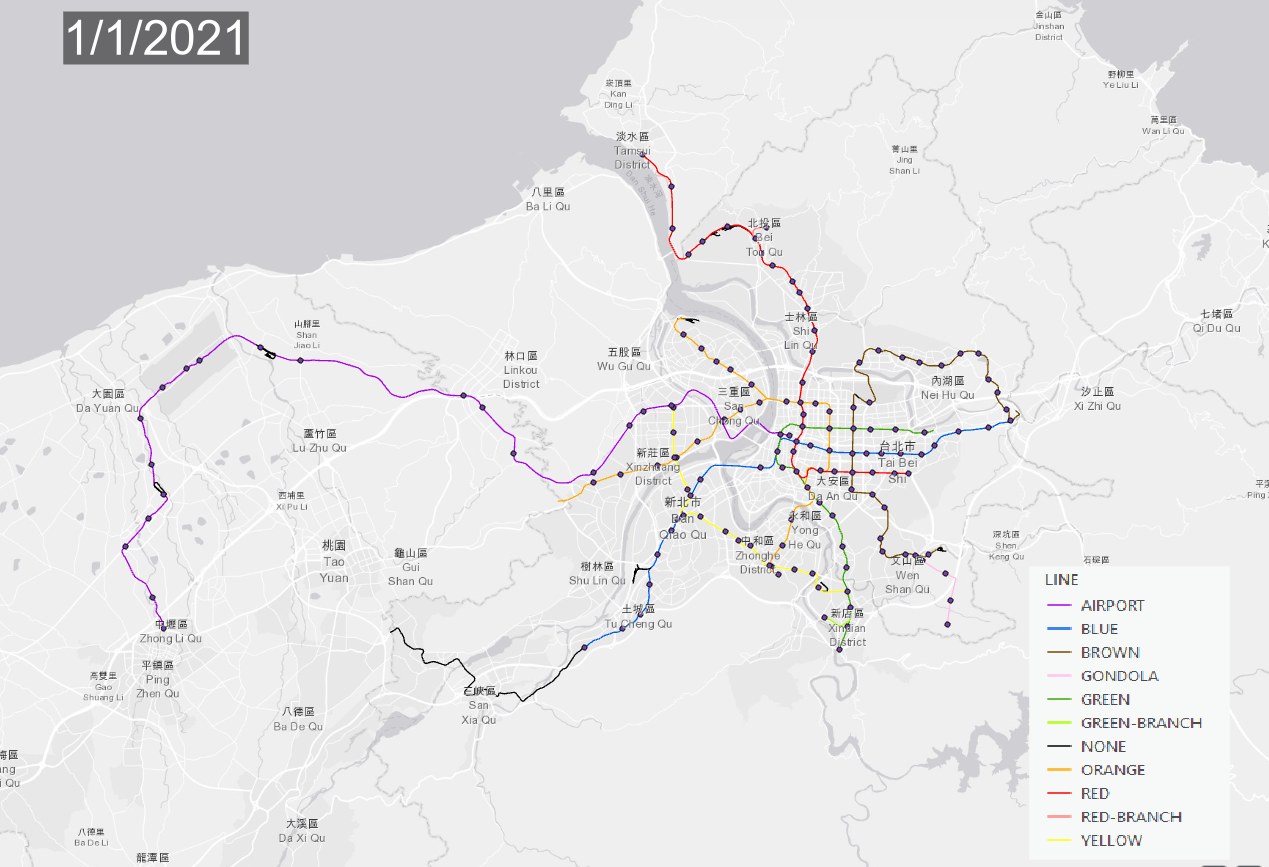 1/1/2021
金山區
Jinshan
District
崁頂里
Kan
Ding Li
野柳里
Ye Liu Li
萬里區
Wan Li Qu
淡水區
Tamsui
District
菁山里
Jing
Shan Li
八里區
Ba Li Qu
北投區
Bei
Tou Qu
七堵區
Qi Du Qu
山腳里
Shan
Jiao Li
士林區
Shi
Lin Qu
林口區
Linkou
District
五股區
Wu Gu Qu
內湖區
Nei Hu Qu
汐止區
Xi Zhi Qu
大園區
Da Yuan Qu
三重區
San
Chong Qu
蘆竹區
Lu Zhu Qu
新莊區
Xinzhuang
District
台北市
Tai Bei
Shi
大安區
Da An Qu
西埔里
Xi Pu Li
新北市
Ban
Qiao Qu
永和區
Yong
He Qu
中和區
Zhonghe
District
深坑區
Shen
Keng Qu
桃園
Tao
Yuan
龜山區
Gui
Shan Qu
樹林區
Shu Lin Qu
文山區
Wen
Shan Qu
石碇區
土城區
Tu Cheng Qu
新店區
Xindian
District
中壢區
Zhong Li Qu
平鎮區
Ping
Zhen Qu
高雙里
Gao
Shuang Li
三峽區
San
Xia Qu
八德區
Ba De Qu
大溪區
Da Xi Qu
八德里
Ba De Li
龍潭區
LINE
AIRPORT
BLUE
BROWN
GONDOLA
GREEN
GREEN-BRANCH
NONE
ORANGE
RED
RED-BRANCH
YELLOW